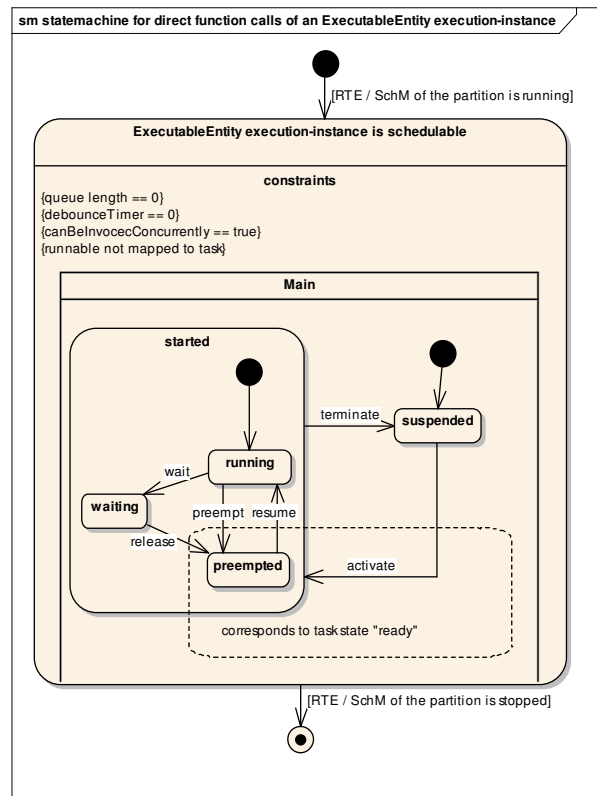 sm statemachine for direct function calls of an ExecutableEntity execution-instance
[RTE / SchM of the partition is running]
ExecutableEntity execution-instance is schedulable
constraints
{queue length == 0}
{debounceTimer == 0}
{canBeInvocecConcurrently == true}
{runnable not mapped to task}
Main
started
terminate
suspended
running
wait
waiting
preempt
resume
release
preempted
activate
corresponds to task state "ready"
[RTE / SchM of the partition is stopped]